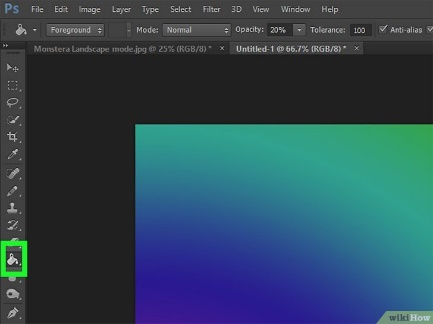 Ps File Edit Image Layer Type Select Filter 3D View Window Help
Foreground Mode: Normal Opacity: 20% Tolerance: 100 Anti-alias
Monstera Landscape mode.jpg @ 25% (RGB/8) * × Untitled-1 @ 66.7% (RGB/8) * ×
wikiHow